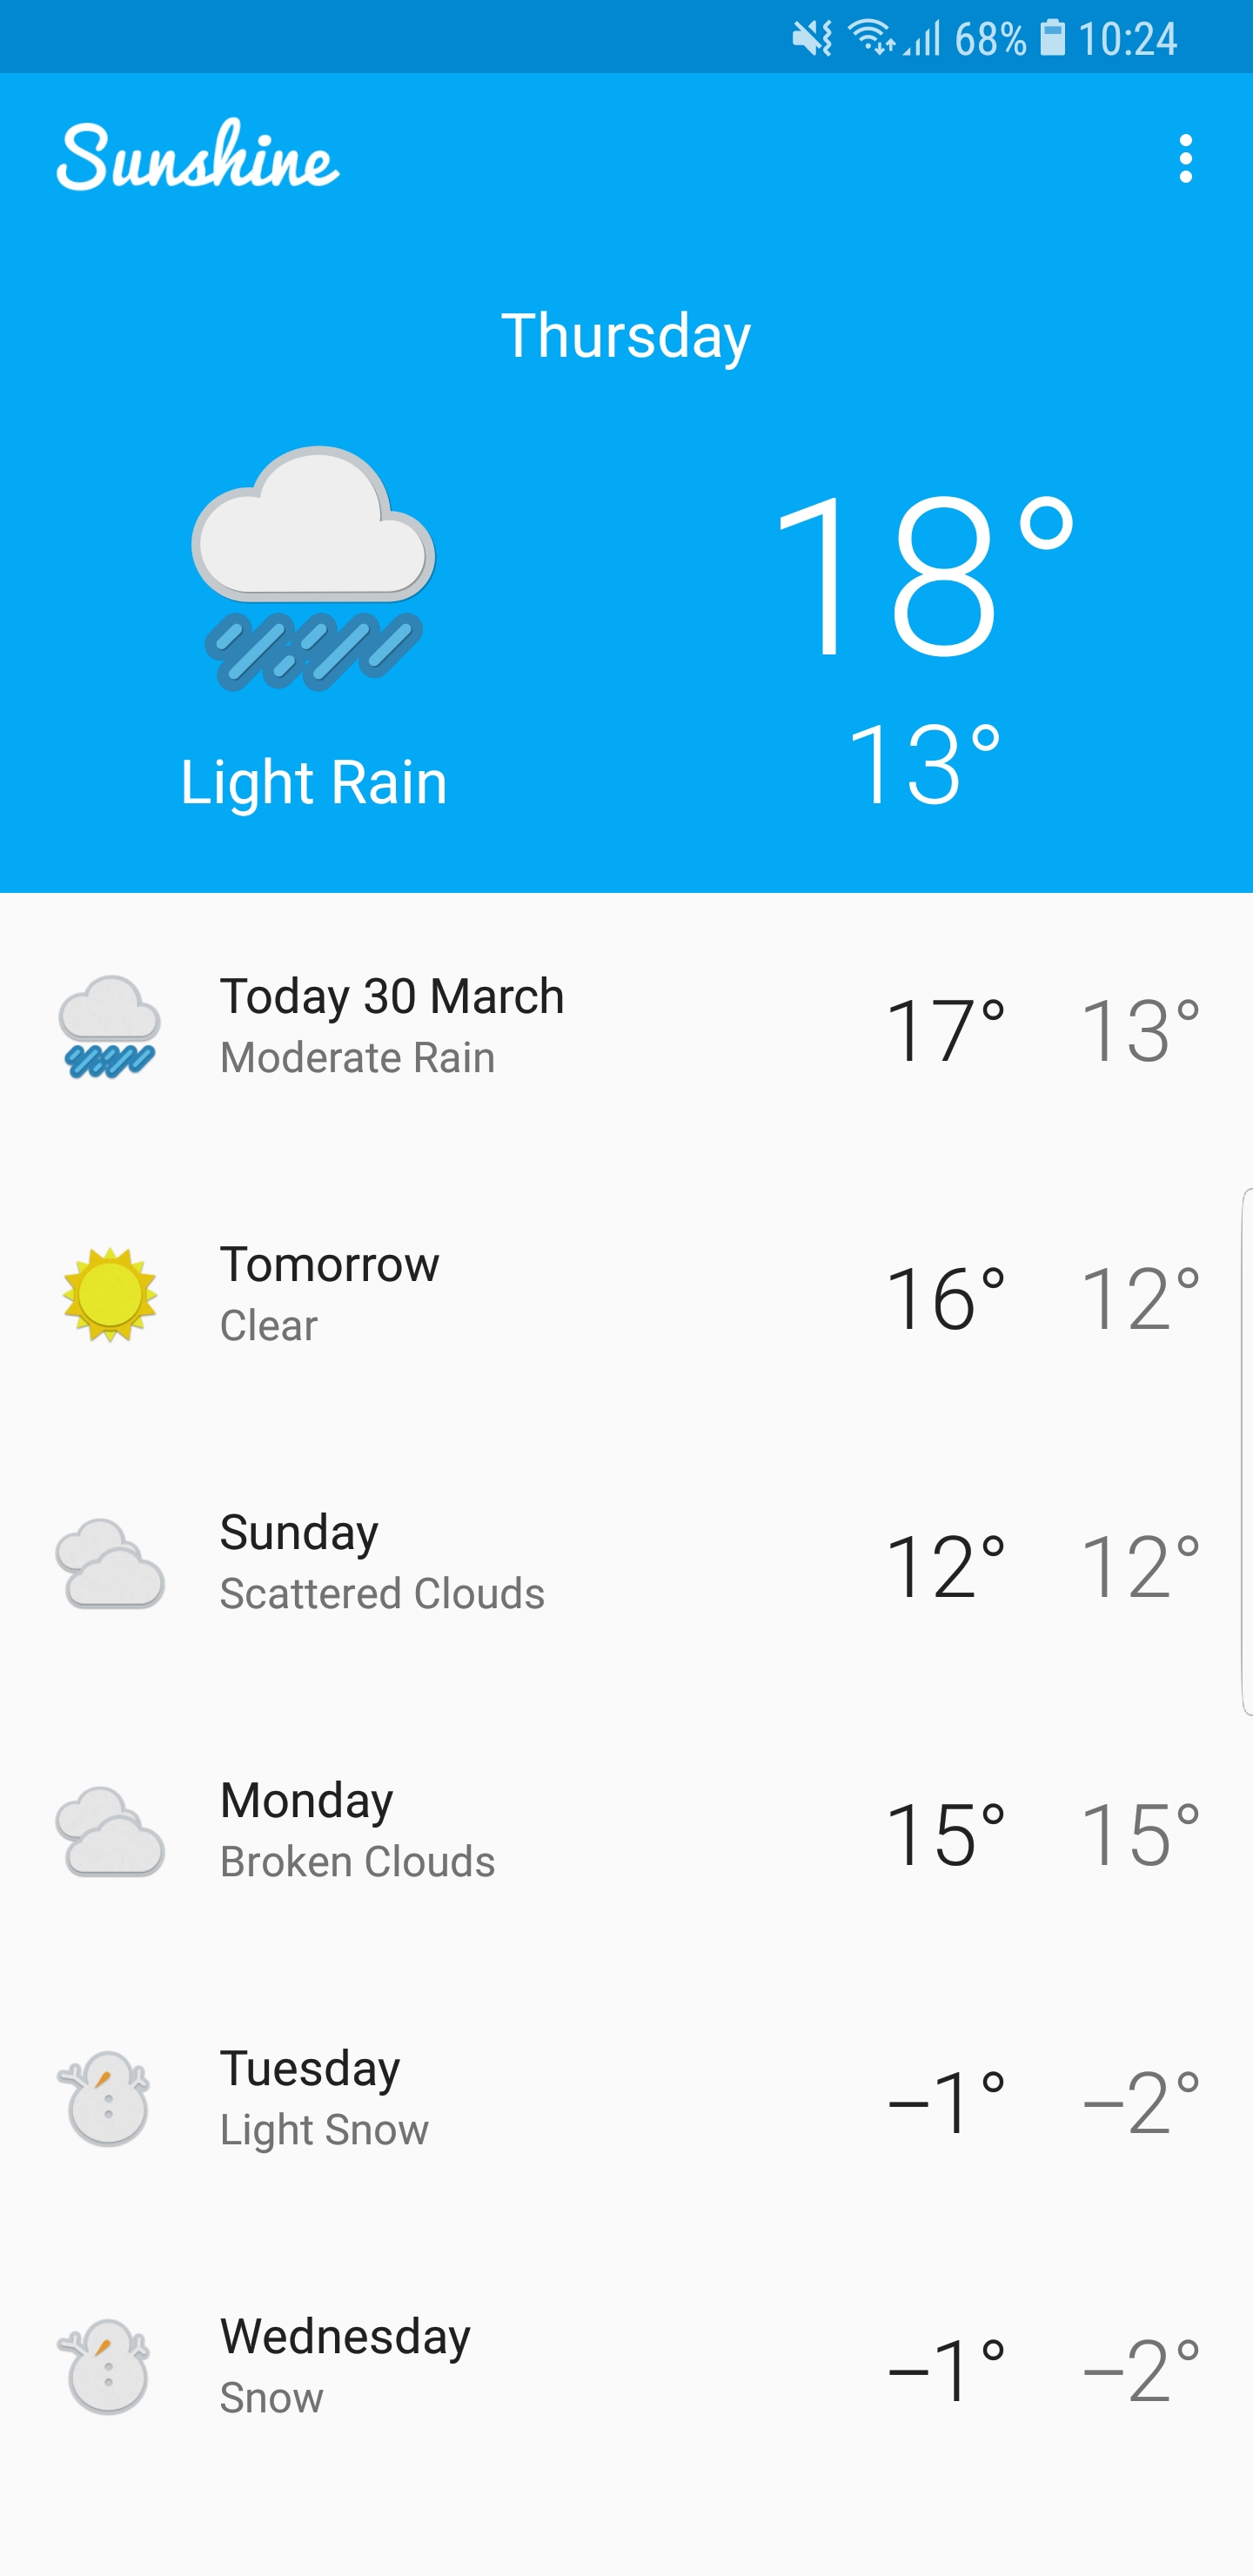 68% 10:24
Sunshine
Thursday
18°
Light Rain 13°
Today 30 March
Moderate Rain
17° 13°
Tomorrow
Clear
16° 12°
Sunday
Scattered Clouds
12° 12°
Monday
Broken Clouds
15° 15°
Tuesday
Light Snow
–1° –2°
Wednesday
Snow
–1° –2°